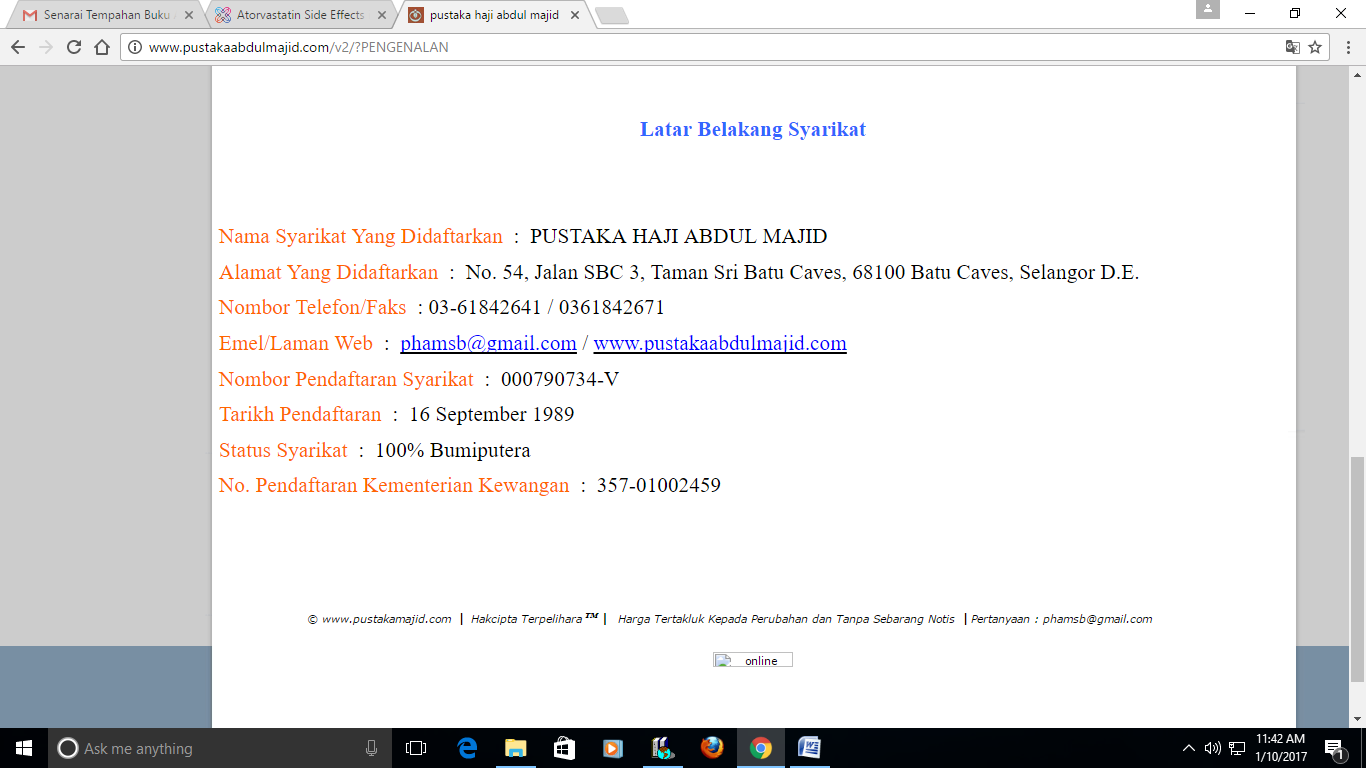 Senarai Tempahan Buku
Atorvastatin Side Effects
pustaka haji abdul majid
www.pustakaabdulmajid.com/v2/?PENGENALAN
Latar Belakang Syarikat
Nama Syarikat Yang Didaftarkan : PUSTAKA HAJI ABDUL MAJID
Alamat Yang Didaftarkan : No. 54, Jalan SBC 3, Taman Sri Batu Caves, 68100 Batu Caves, Selangor D.E.
Nombor Telefon/Faks : 03-61842641 / 0361842671
Emel/Laman Web : phamsb@gmail.com / www.pustakaabdulmajid.com
Nombor Pendaftaran Syarikat : 000790734-V
Tarikh Pendaftaran : 16 September 1989
Status Syarikat : 100% Bumiputera
No. Pendaftaran Kementerian Kewangan : 357-01002459
© www.pustakamajid.com | Hakcipta Terpelihara TM | Harga Tertakluk Kepada Perubahan dan Tanpa Sebarang Notis | Pertanyaan : phamsb@gmail.com
online
Ask me anything
11:42 AM
1/10/2017
1